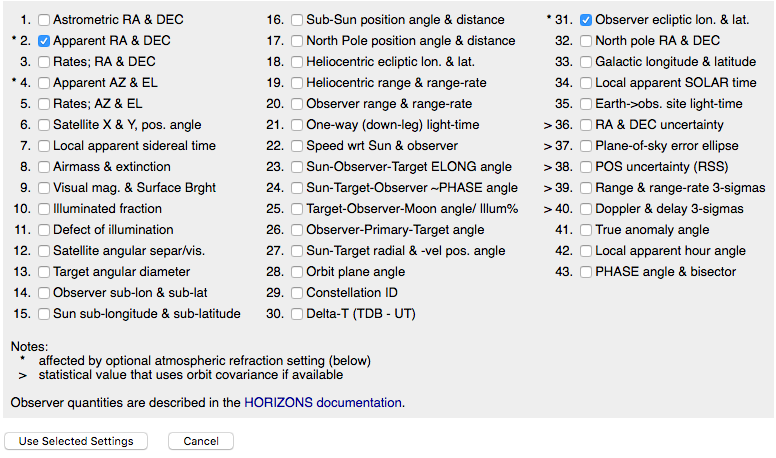 1. Astrometric RA & DEC
* 2. Apparent RA & DEC
3. Rates; RA & DEC
* 4. Apparent AZ & EL
5. Rates; AZ & EL
6. Satellite X & Y, pos. angle
7. Local apparent sidereal time
8. Airmass & extinction
9. Visual mag. & Surface Brght
10. Illuminated fraction
11. Defect of illumination
12. Satellite angular separ/vis.
13. Target angular diameter
14. Observer sub-lon & sub-lat
15. Sun sub-longitude & sub-latitude
16. Sub-Sun position angle & distance
17. North Pole position angle & distance
18. Heliocentric ecliptic lon. & lat.
19. Heliocentric range & range-rate
20. Observer range & range-rate
21. One-way (down-leg) light-time
22. Speed wrt Sun & observer
23. Sun-Observer-Target ELONG angle
24. Sun-Target-Observer ~PHASE angle
25. Target-Observer-Moon angle/ Illum%
26. Observer-Primary-Target angle
27. Sun-Target radial & -vel pos. angle
28. Orbit plane angle
29. Constellation ID
30. Delta-T (TDB - UT)
* 31. Observer ecliptic lon. & lat.
32. North pole RA & DEC
33. Galactic longitude & latitude
34. Local apparent SOLAR time
35. Earth->obs. site light-time
> 36. RA & DEC uncertainty
> 37. Plane-of-sky error ellipse
> 38. POS uncertainty (RSS)
> 39. Range & range-rate 3-sigmas
> 40. Doppler & delay 3-sigmas
41. True anomaly angle
42. Local apparent hour angle
43. PHASE angle & bisector
Notes:
* affected by optional atmospheric refraction setting (below)
> statistical value that uses orbit covariance if available
Observer quantities are described in the HORIZONS documentation.
Use Selected Settings
Cancel